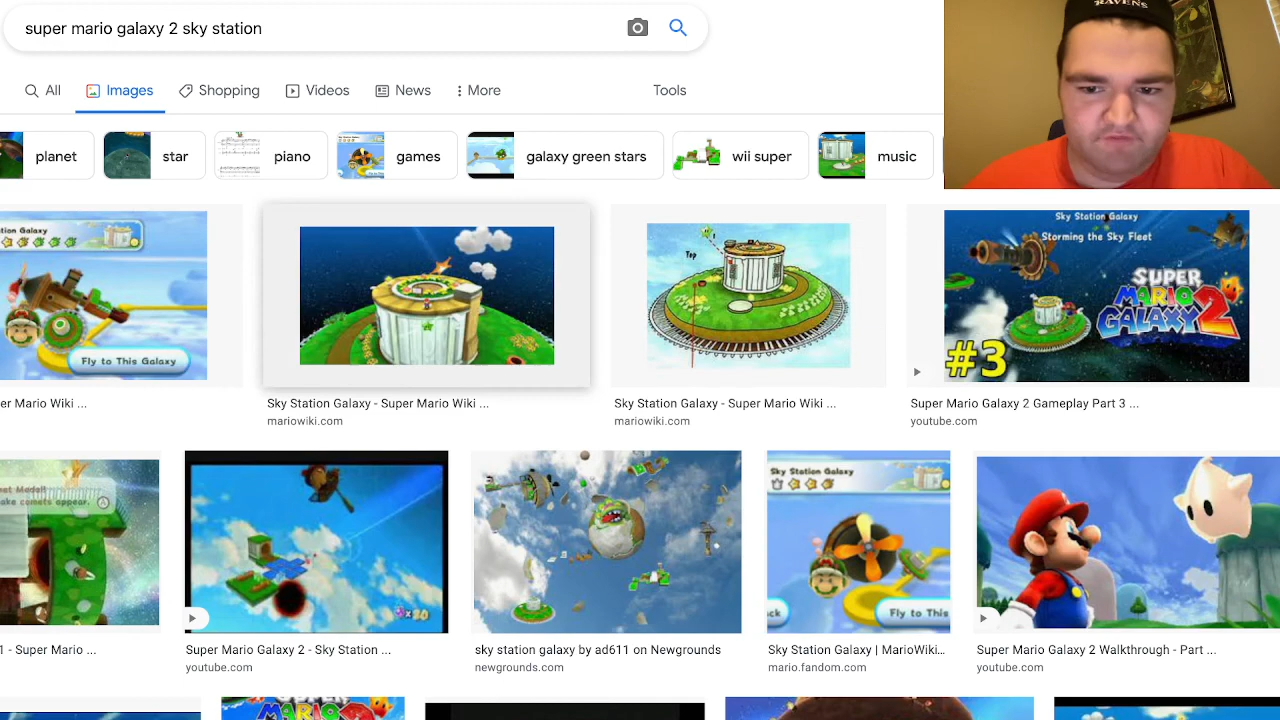 super mario galaxy 2 sky station
RAVENS
All
Images
Shopping
Videos
News
More
Tools
planet
star
piano
games
galaxy green stars
wii super
music
Station Galaxy
Fly to This Galaxy
Top
Sky Station Galaxy
Storming the Sky Fleet
SUPER
MARIO
GALAXY 2
#3
er Mario Wiki ...
Sky Station Galaxy - Super Mario Wiki ...
mariowiki.com
Sky Station Galaxy - Super Mario Wiki ...
mariowiki.com
Super Mario Galaxy 2 Gameplay Part 3 ...
youtube.com
ake comets appear.
Sky Station Galaxy
ck
Fly to This
1 - Super Mario ...
Super Mario Galaxy 2 - Sky Station ...
youtube.com
sky station galaxy by ad611 on Newgrounds
newgrounds.com
Sky Station Galaxy | MarioWiki...
mario.fandom.com
Super Mario Galaxy 2 Walkthrough - Part ...
youtube.com